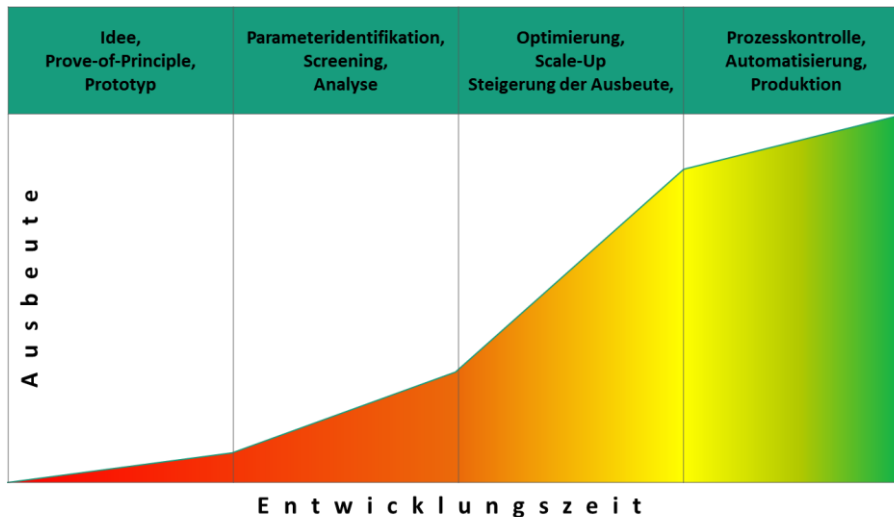 Idee,
Prove-of-Principle,
Prototyp
Parameteridentifikation,
Screening,
Analyse
Optimierung,
Scale-Up
Steigerung der Ausbeute,
Prozesskontrolle,
Automatisierung,
Produktion
Ausbeute
Entwicklungszeit